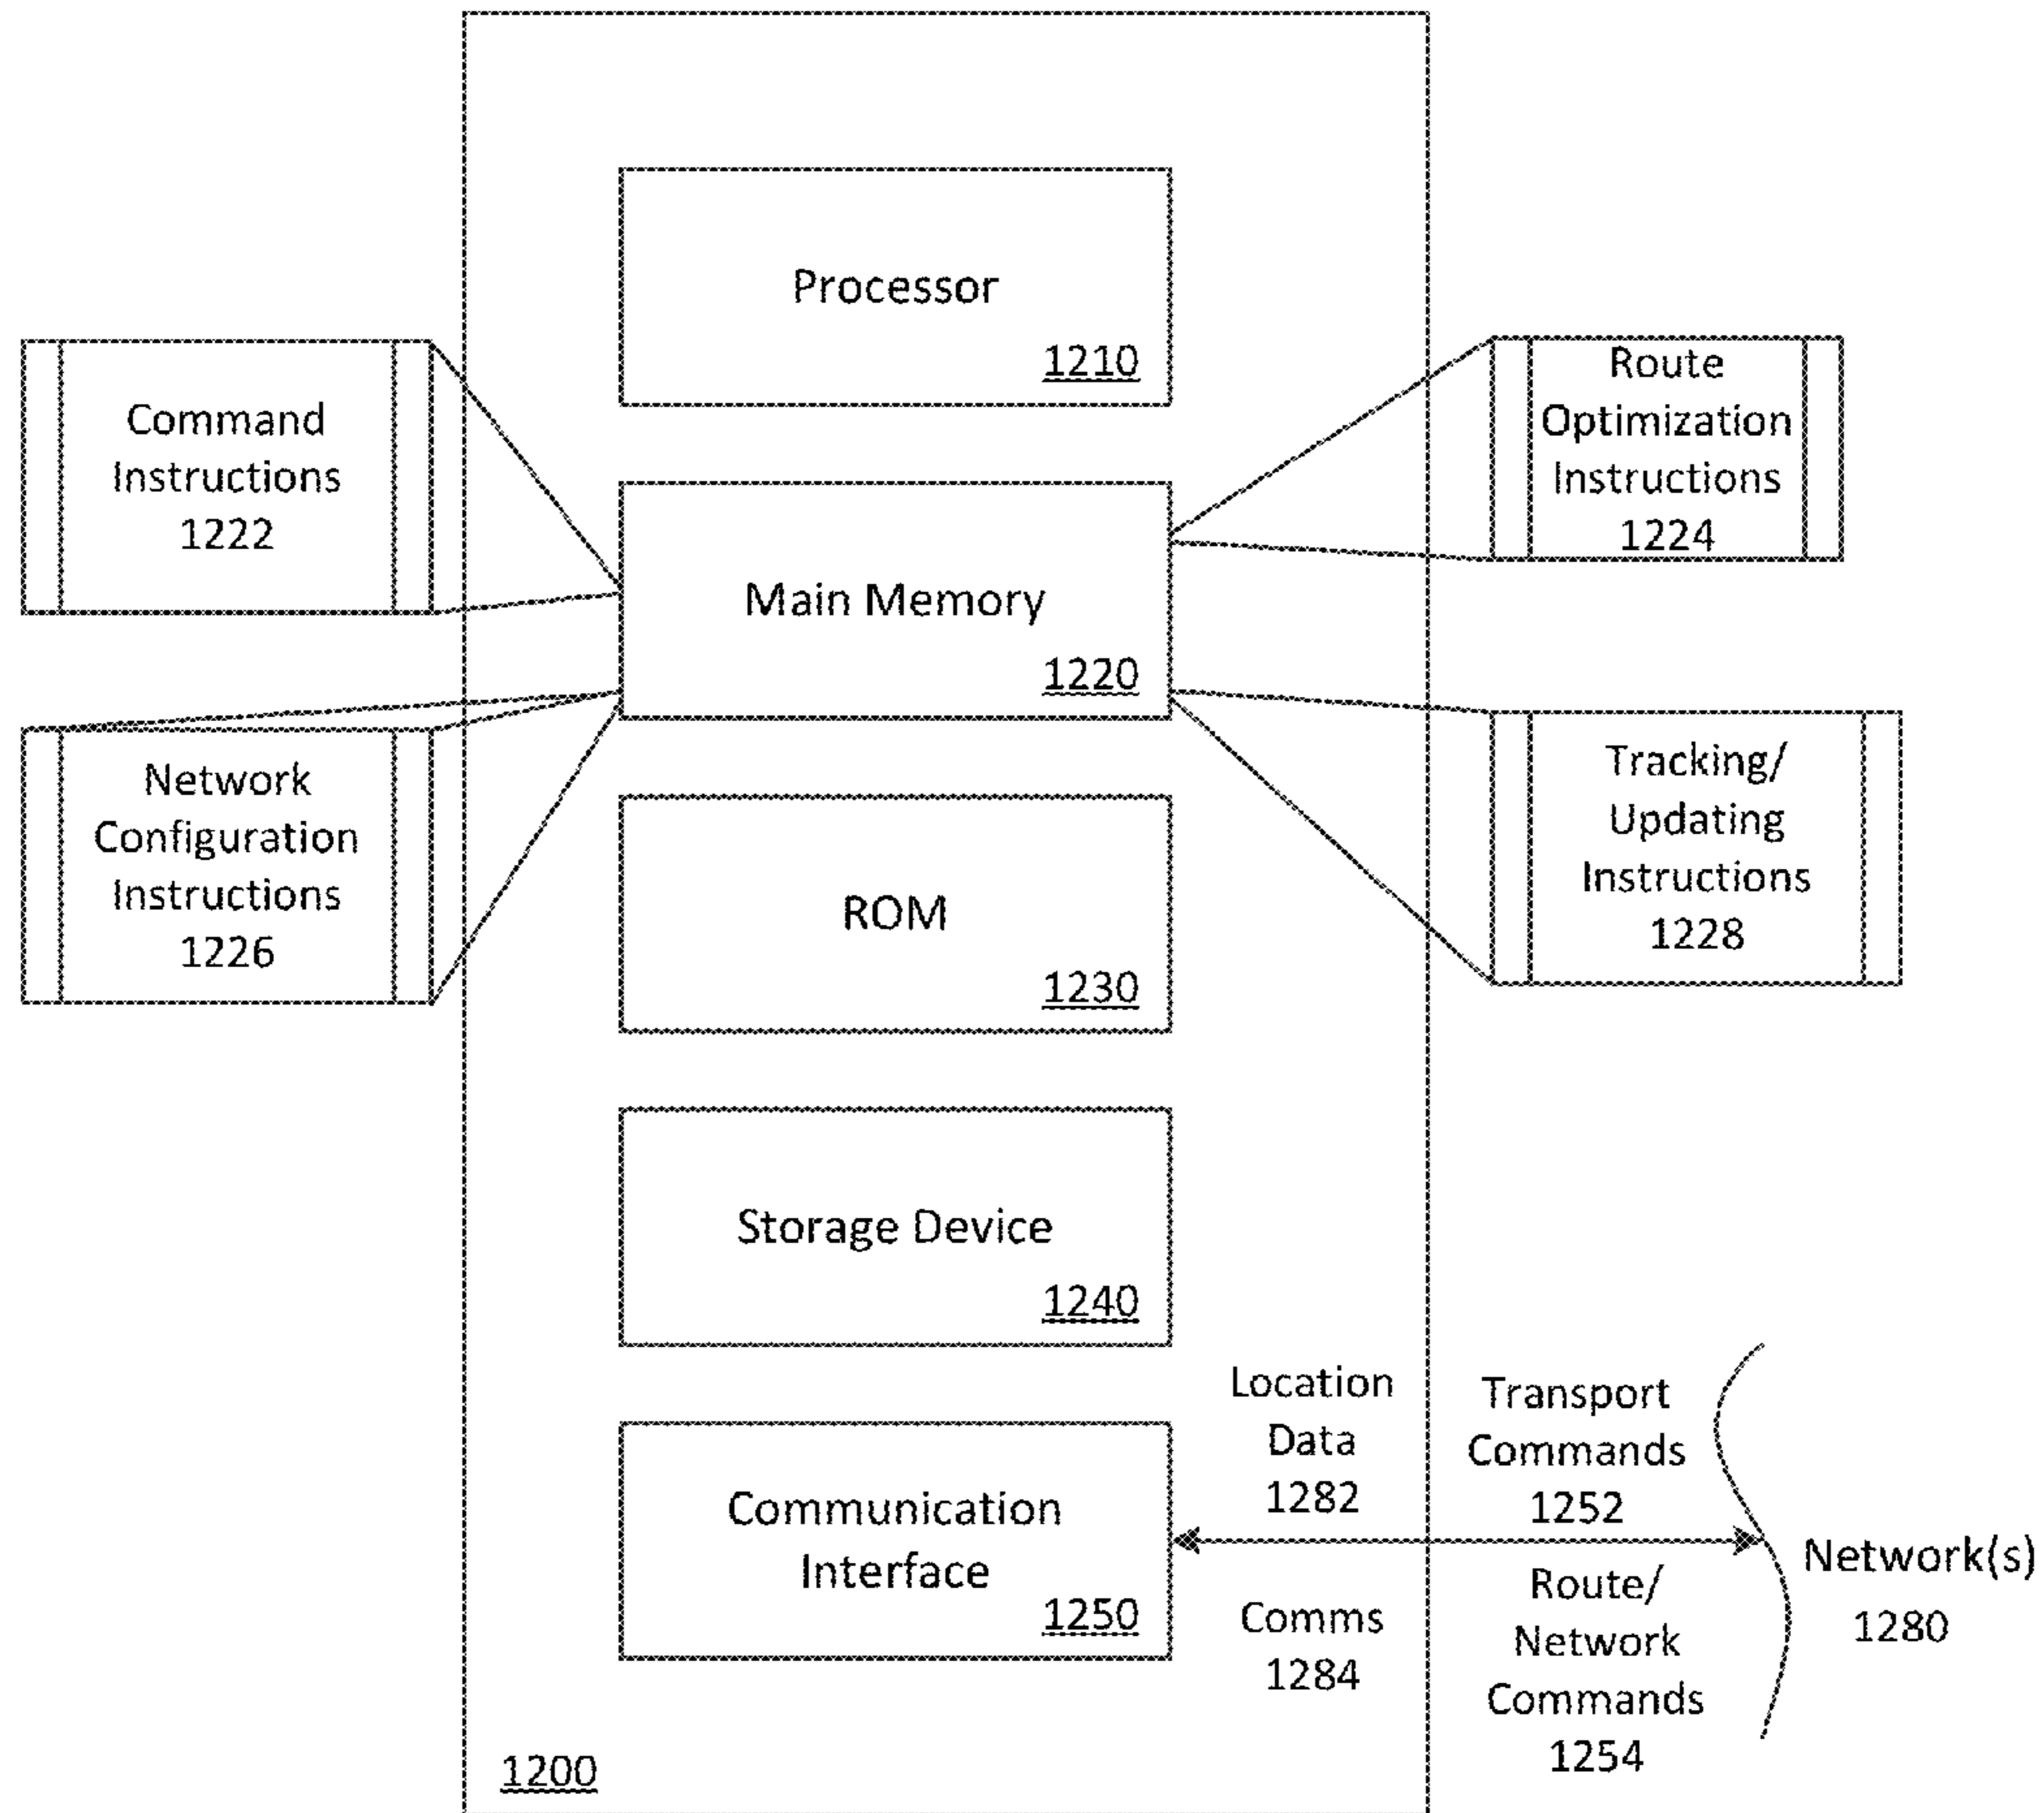 Processor
1210
Command
Instructions
1222
Route
Optimization
Instructions
1224
Main Memory
1220
Network
Configuration
Instructions
1226
Tracking/
Updating
Instructions
1228
ROM
1230
Storage Device
1240
Communication
Interface
1250
Location
Data
1282
Comms
1284
Transport
Commands
1252
Route/
Network
Commands
1254
Network(s)
1280
1200